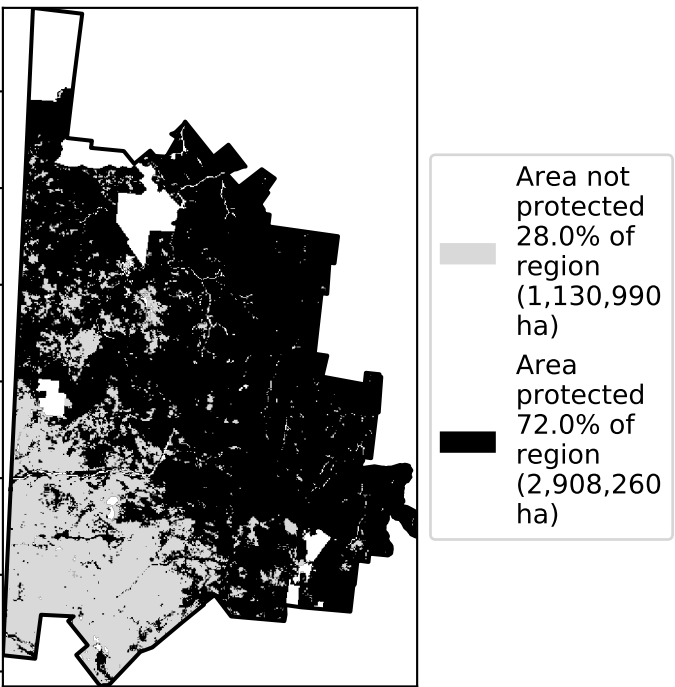 Area not
protected
28.0% of
region
(1,130,990
ha)
Area
protected
72.0% of
region
(2,908,260
ha)